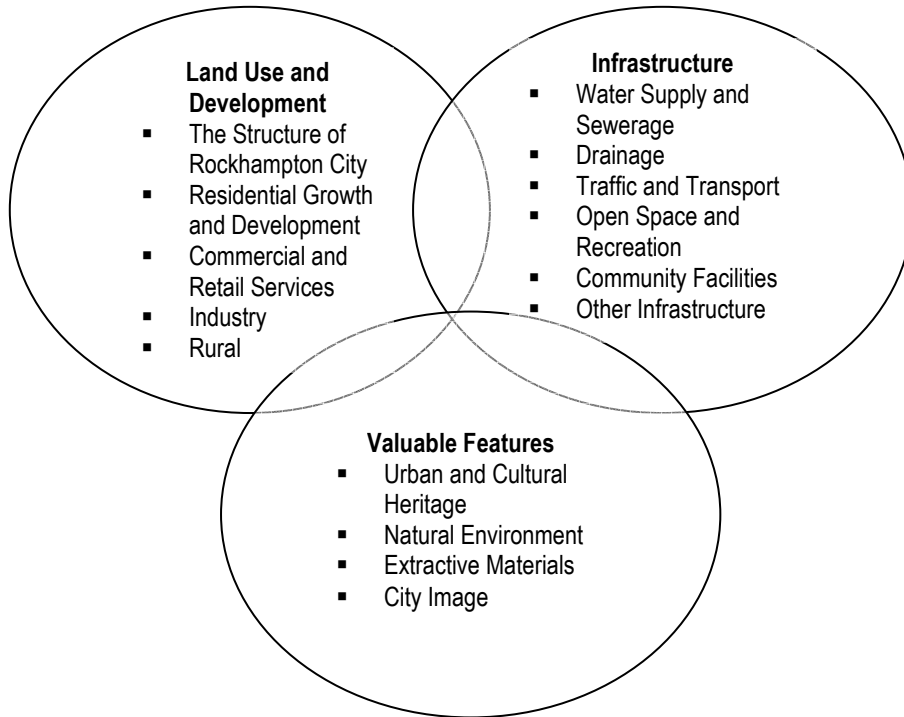 Land Use and
Development
▪ The Structure of
Rockhampton City
▪ Residential Growth
and Development
▪ Commercial and
Retail Services
▪ Industry
▪ Rural
Infrastructure
▪ Water Supply and
Sewerage
▪ Drainage
▪ Traffic and Transport
▪ Open Space and
Recreation
▪ Community Facilities
▪ Other Infrastructure
Valuable Features
▪ Urban and Cultural
Heritage
▪ Natural Environment
▪ Extractive Materials
▪ City Image